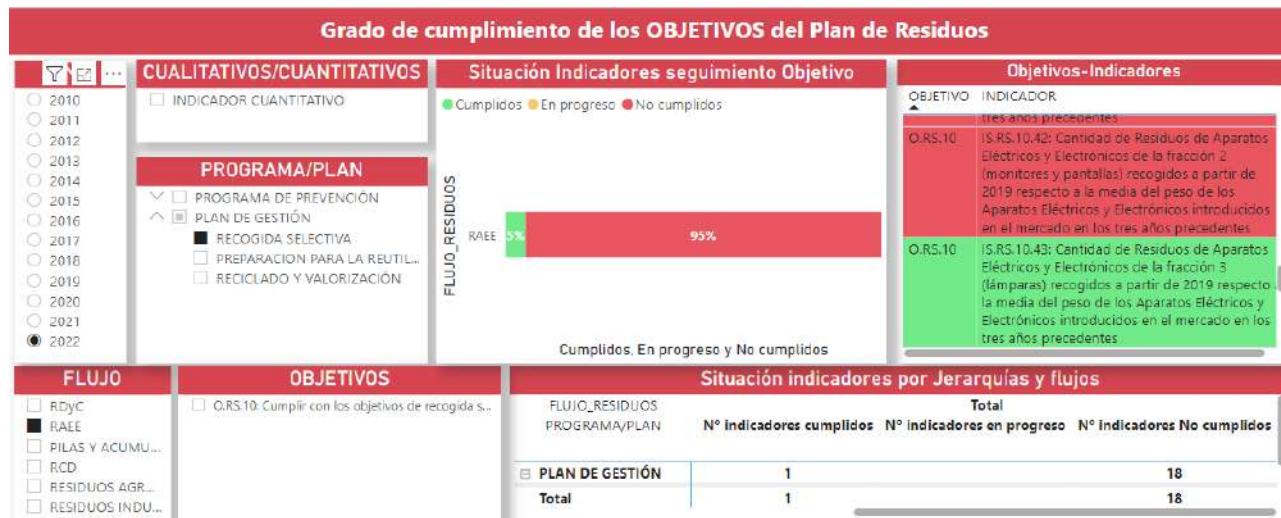 Grado de cumplimiento de los OBJETIVOS del Plan de Residuos
2010
2011
2012
2013
2014
2015
2016
2017
2018
2019
2020
2021
2022
CUALITATIVOS/CUANTITATIVOS
INDICADOR CUANTITATIVO
PROGRAMA/PLAN
PROGRAMA DE PREVENCIÓN
PLAN DE GESTIÓN
RECOGIDA SELECTIVA
PREPARACION PARA LA REUTIL...
RECICLADO Y VALORIZACIÓN
Situación Indicadores seguimiento Objetivo
Cumplidos En progreso No cumplidos
FLUJO_RESIDUOS
RAEE 5% 95%
Cumplidos, En progreso y No cumplidos
Objetivos-Indicadores
OBJETIVO INDICADOR
tres años precedentes
O.RS.10 IS.RS.10.42: Cantidad de Residuos de Aparatos
Eléctricos y Electrónicos de la fracción 2
(monitores y pantallas) recogidos a partir de
2019 respecto a la media del peso de los
Aparatos Eléctricos y Electrónicos introducidos
en el mercado en los tres años precedentes
O.RS.10 IS.RS.10.43: Cantidad de Residuos de Aparatos
Eléctricos y Electrónicos de la fracción 3
(lámparas) recogidos a partir de 2019 respecto
la media del peso de los Aparatos Eléctricos y
Electrónicos introducidos en el mercado en los
tres años precedentes
FLUJO
RDyC
RAEE
PILAS Y ACUMU...
RCD
RESIDUOS AGR...
RESIDUOS INDU...
OBJETIVOS
O.RS.10: Cumplir con los objetivos de recogida s...
Situación indicadores por Jerarquías y flujos
FLUJO_RESIDUOS Total
PROGRAMA/PLAN N° indicadores cumplidos N° indicadores en progreso N° indicadores No cumplidos
PLAN DE GESTIÓN 1 18
Total 1 18